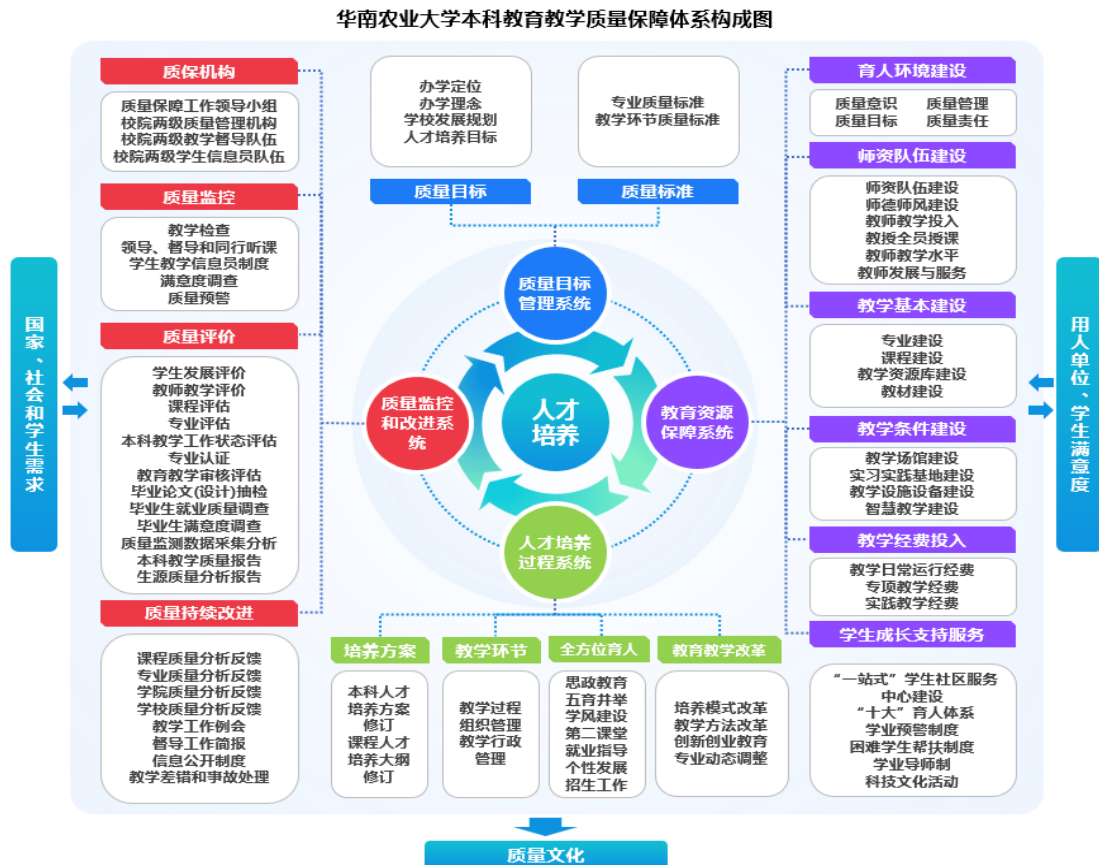 华南农业大学本科教育教学质量保障体系构成图
国家、社会和学生需求
质保机构
质量保障工作领导小组
校院两级质量管理机构
校院两级教学督导队伍
校院两级学生信息员队伍
质量监控
教学检查
领导、督导和同行听课
学生教学信息员制度
满意度调查
质量预警
质量评价
学生发展评价
教师教学评价
课程评估
专业评估
本科教学工作状态评估
专业认证
教育教学审核评估
毕业论文(设计)抽检
毕业生就业质量调查
毕业生满意度调查
质量监测数据采集分析
本科教学质量报告
生源质量分析报告
质量持续改进
课程质量分析反馈
专业质量分析反馈
学院质量分析反馈
学校质量分析反馈
教学工作例会
督导工作简报
信息公开制度
教学差错和事故处理
办学定位
办学理念
学校发展规划
人才培养目标
质量目标
专业质量标准
教学环节质量标准
质量标准
质量目标
管理系统
质量监控
和改进系
统
人才
培养
教育资源
保障系统
人才培养
过程系统
培养方案
本科人才
培养方案
修订
课程人才
培养大纲
修订
教学环节
教学过程
组织管理
教学行政
管理
全方位育人
思政教育
五育井举
学风建设
第二课堂
就业指导
个性发展
招生工作
教育教学改革
培养模式改革
教学方法改革
创新创业教育
专业动态调整
育人环境建设
质量意识 质量管理
质量目标 质量责任
师资队伍建设
师资队伍建设
师德师风建设
教师教学投入
教授全员授课
教师教学水平
教师发展与服务
教学基本建设
专业建设
课程建设
教学资源库建设
教材建设
教学条件建设
教学场馆建设
实习实践基地建设
教学设施设备建设
智慧教学建设
教学经费投入
教学日常运行经费
专项教学经费
实践教学经费
学生成长支持服务
“一站式”学生社区服务
中心建设
“十大”育人体系
学业预警制度
困难学生帮扶制度
学业导师制
科技文化活动
用人单位、学生满意度
质量文化